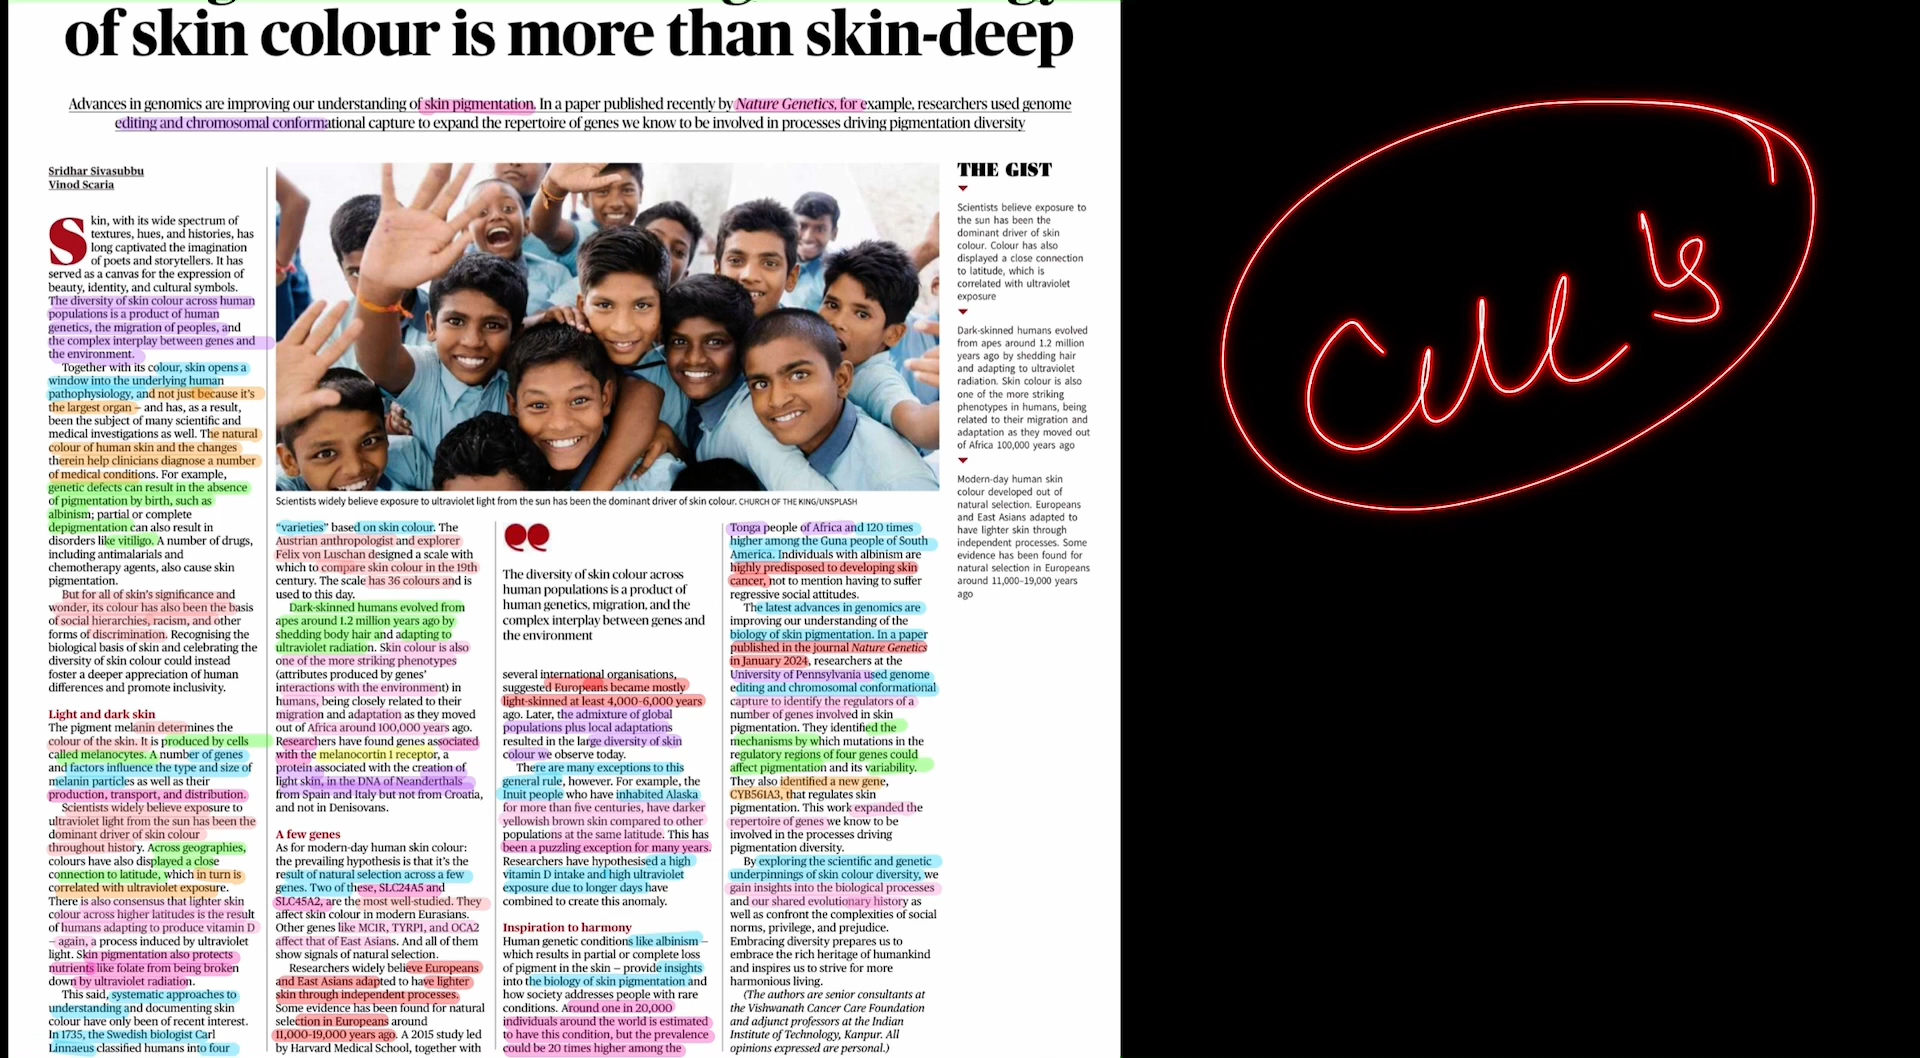 of skin colour is more than skin-deep
Advances in genomics are improving our understanding of skin pigmentation. In a paper published recently by Nature Genetics, for example, researchers used genome
editing and chromosomal conformational capture to expand the repertoire of genes we know to be involved in processes driving pigmentation diversity
Sridhar Sivasubbu
Vinod Scaria
Skin, with its wide spectrum of
textures, hues, and histories, has
long captivated the imagination
of poets and storytellers. It has
served as a canvas for the expression of
beauty, identity, and cultural symbols.
The diversity of skin colour across human
populations is a product of human
genetics, the migration of peoples, and
the complex interplay between genes and
the environment.
Together with its colour, skin opens a
window into the underlying human
pathophysiology, and not just because it's
the largest organ – and has, as a result,
been the subject of many scientific and
medical investigations as well. The natural
colour of human skin and the changes
therein help clinicians diagnose a number
of medical conditions. For example,
genetic defects can result in the absence
of pigmentation by birth, such as
albinism; partial or complete
depigmentation can also result in
disorders like vitiligo. A number of drugs,
including antimalarials and
chemotherapy agents, also cause skin
pigmentation.
But for all of skin's significance and
wonder, its colour has also been the basis
of social hierarchies, racism, and other
forms of discrimination. Recognising the
biological basis of skin and celebrating the
diversity of skin colour could instead
foster a deeper appreciation of human
differences and promote inclusivity.
Light and dark skin
The pigment melanin determines the
colour of the skin. It is produced by cells
called melanocytes. A number of genes
and factors influence the type and size of
melanin particles as well as their
production, transport, and distribution.
Scientists widely believe exposure to
ultraviolet light from the sun has been the
dominant driver of skin colour
throughout history. Across geographies,
colours have also displayed a close
connection to latitude, which in turn is
correlated with ultraviolet exposure.
There is also consensus that lighter skin
colour across higher latitudes is the result
of humans adapting to produce vitamin D
– again, a process induced by ultraviolet
light. Skin pigmentation also protects
nutrients like folate from being broken
down by ultraviolet radiation.
This said, systematic approaches to
understanding and documenting skin
colour have only been of recent interest.
In 1735, the Swedish biologist Carl
Linnaeus classified humans into four
Scientists widely believe exposure to ultraviolet light from the sun has been the dominant driver of skin colour. CHURCH OF THE KING/UNSPLASH
"varieties" based on skin colour. The
Austrian anthropologist and explorer
Felix von Luschan designed a scale with
which to compare skin colour in the 19th
century. The scale has 36 colours and is
used to this day.
Dark-skinned humans evolved from
apes around 1.2 million years ago by
shedding body hair and adapting to
ultraviolet radiation. Skin colour is also
one of the more striking phenotypes
(attributes produced by genes'
interactions with the environment) in
humans, being closely related to their
migration and adaptation as they moved
out of Africa around 100,000 years ago.
Researchers have found genes associated
with the melanocortin 1 receptor, a
protein associated with the creation of
light skin, in the DNA of Neanderthals
from Spain and Italy but not from Croatia,
and not in Denisovans.
A few genes
As for modern-day human skin colour:
the prevailing hypothesis is that it's the
result of natural selection across a few
genes. Two of these, SLC24A5 and
SLC45A2, are the most well-studied. They
affect skin colour in modern Eurasians.
Other genes like MC1R, TYRP1, and OCA2
affect that of East Asians. And all of them
show signals of natural selection.
Researchers widely believe Europeans
and East Asians adapted to have lighter
skin through independent processes.
Some evidence has been found for natural
selection in Europeans around
11,000-19,000 years ago. A 2015 study led
by Harvard Medical School, together with
The diversity of skin colour across
human populations is a product of
human genetics, migration, and the
complex interplay between genes and
the environment
several international organisations,
suggested Europeans became mostly
light-skinned at least 4,000-6,000 years
ago. Later, the admixture of global
populations plus local adaptations
resulted in the large diversity of skin
colour we observe today.
There are many exceptions to this
general rule, however. For example, the
Inuit people who have inhabited Alaska
for more than five centuries, have darker
yellowish brown skin compared to other
populations at the same latitude. This has
been a puzzling exception for many years.
Researchers have hypothesised a high
vitamin D intake and high ultraviolet
exposure due to longer days have
combined to create this anomaly.
Inspiration to harmony
Human genetic conditions like albinism –
which results in partial or complete loss
of pigment in the skin – provide insights
into the biology of skin pigmentation and
how society addresses people with rare
conditions. Around one in 20,000
individuals around the world is estimated
to have this condition, but the prevalence
could be 20 times higher among the
Tonga people of Africa and 120 times
higher among the Guna people of South
America. Individuals with albinism are
highly predisposed to developing skin
cancer, not to mention having to suffer
regressive social attitudes.
The latest advances in genomics are
improving our understanding of the
biology of skin pigmentation. In a paper
published in the journal Nature Genetics
in January 2024, researchers at the
University of Pennsylvania used genome
editing and chromosomal conformational
capture to identify the regulators of a
number of genes involved in skin
pigmentation. They identified the
mechanisms by which mutations in the
regulatory regions of four genes could
affect pigmentation and its variability.
They also identified a new gene,
CYB561A3, that regulates skin
pigmentation. This work expanded the
repertoire of genes we know to be
involved in the processes driving
pigmentation diversity.
By exploring the scientific and genetic
underpinnings of skin colour diversity, we
gain insights into the biological processes
and our shared evolutionary history as
well as confront the complexities of social
norms, privilege, and prejudice.
Embracing diversity prepares us to
embrace the rich heritage of humankind
and inspires us to strive for more
harmonious living.
(The authors are senior consultants at
the Vishwanath Cancer Care Foundation
and adjunct professors at the Indian
Institute of Technology, Kanpur. All
opinions expressed are personal.)
THE GIST
Scientists believe exposure to
the sun has been the
dominant driver of skin
colour. Colour has also
displayed a close connection
to latitude, which is
correlated with ultraviolet
exposure
Dark-skinned humans evolved
from apes around 1.2 million
years ago by shedding hair
and adapting to ultraviolet
radiation. Skin colour is also
one of the more striking
phenotypes in humans, being
related to their migration and
adaptation as they moved out
of Africa 100,000 years ago
Modern-day human skin
colour developed out of
natural selection. Europeans
and East Asians adapted to
have lighter skin through
independent processes. Some
evidence has been found for
natural selection in Europeans
around 11,000–19,000 years
ago